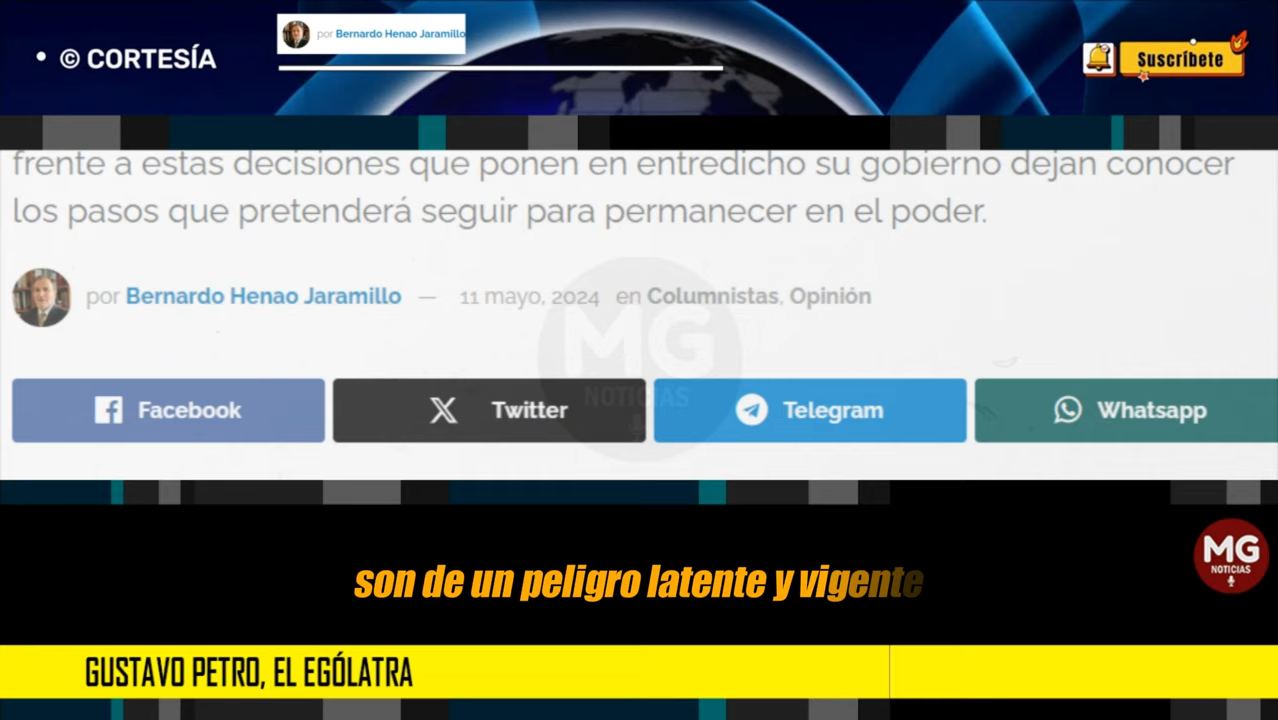 © CORTESÍA
por Bernardo Henao Jaramillo
Suscríbete
frente a estas decisiones que ponen en entredicho su gobierno dejan conocer
los pasos que pretenderá seguir para permanecer en el poder.
por Bernardo Henao Jaramillo — 11 mayo, 2024 en Columnistas, Opinión
MG
NOTICIAS
Facebook
Twitter
Telegram
Whatsapp
son de un peligro latente y vigente
MG
NOTICIAS
GUSTAVO PETRO, EL EGÓLATRA